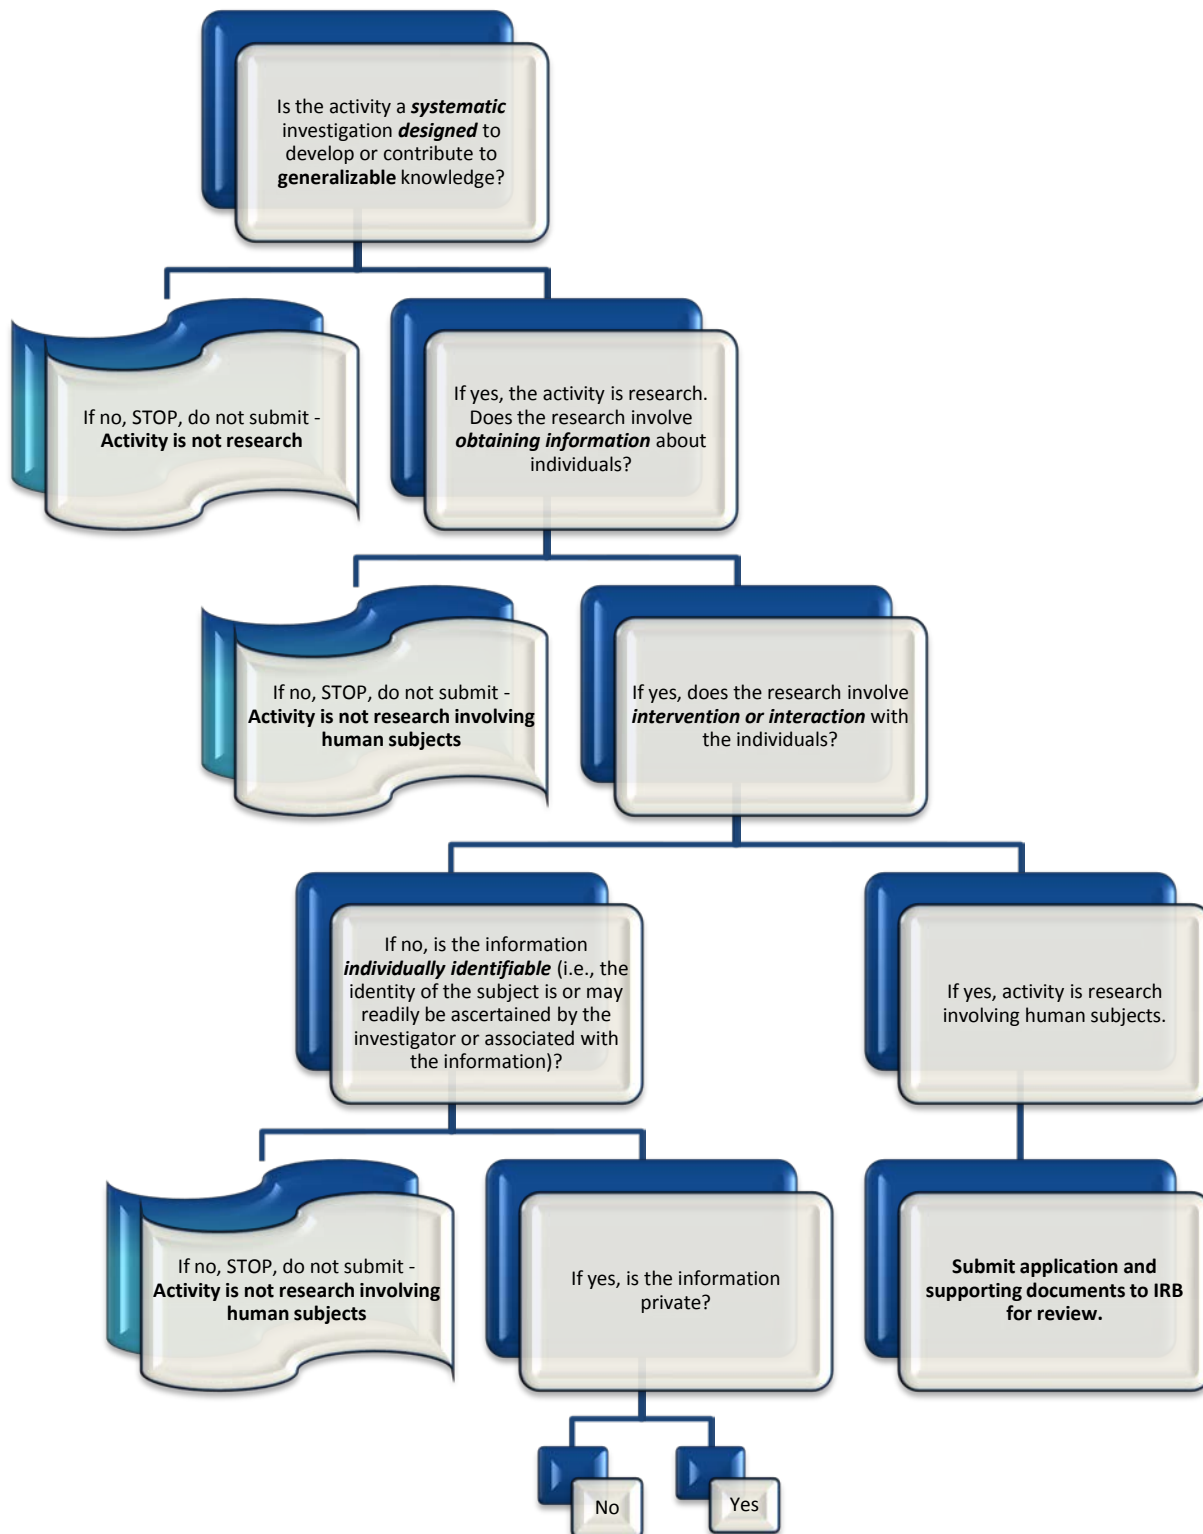 Is the activity a systematic
investigation designed to
develop or contribute to
generalizable knowledge?
If no, STOP, do not submit -
Activity is not research
If yes, the activity is research.
Does the research involve
obtaining information about
individuals?
If no, STOP, do not submit -
Activity is not research involving
human subjects
If yes, does the research involve
intervention or interaction with
the individuals?
If no, is the information
individually identifiable (i.e., the
identity of the subject is or may
readily be ascertained by the
investigator or associated with
the information)?
If yes, activity is research
involving human subjects.
If no, STOP, do not submit -
Activity is not research involving
human subjects
If yes, is the information
private?
Submit application and
supporting documents to IRB
for review.
No
Yes